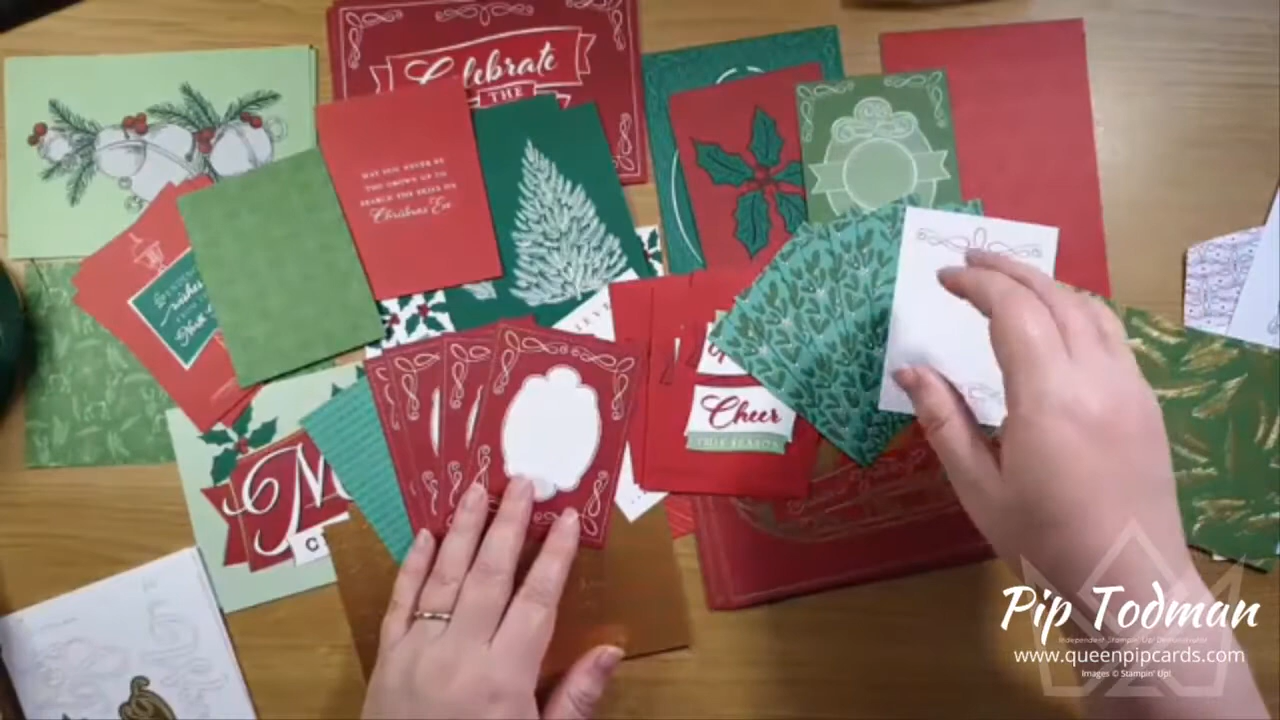 Celebrate
THE
MAY YOU NEVER BE
TOO GROWN UP TO
SEARCH THE SKIES ON
Christmas Eve
Cheer
THIS SEASON
Pip Todman
Independent Stampin' Up! Demonstrator
www.queenpipcards.com
Images © Stampin' Up!